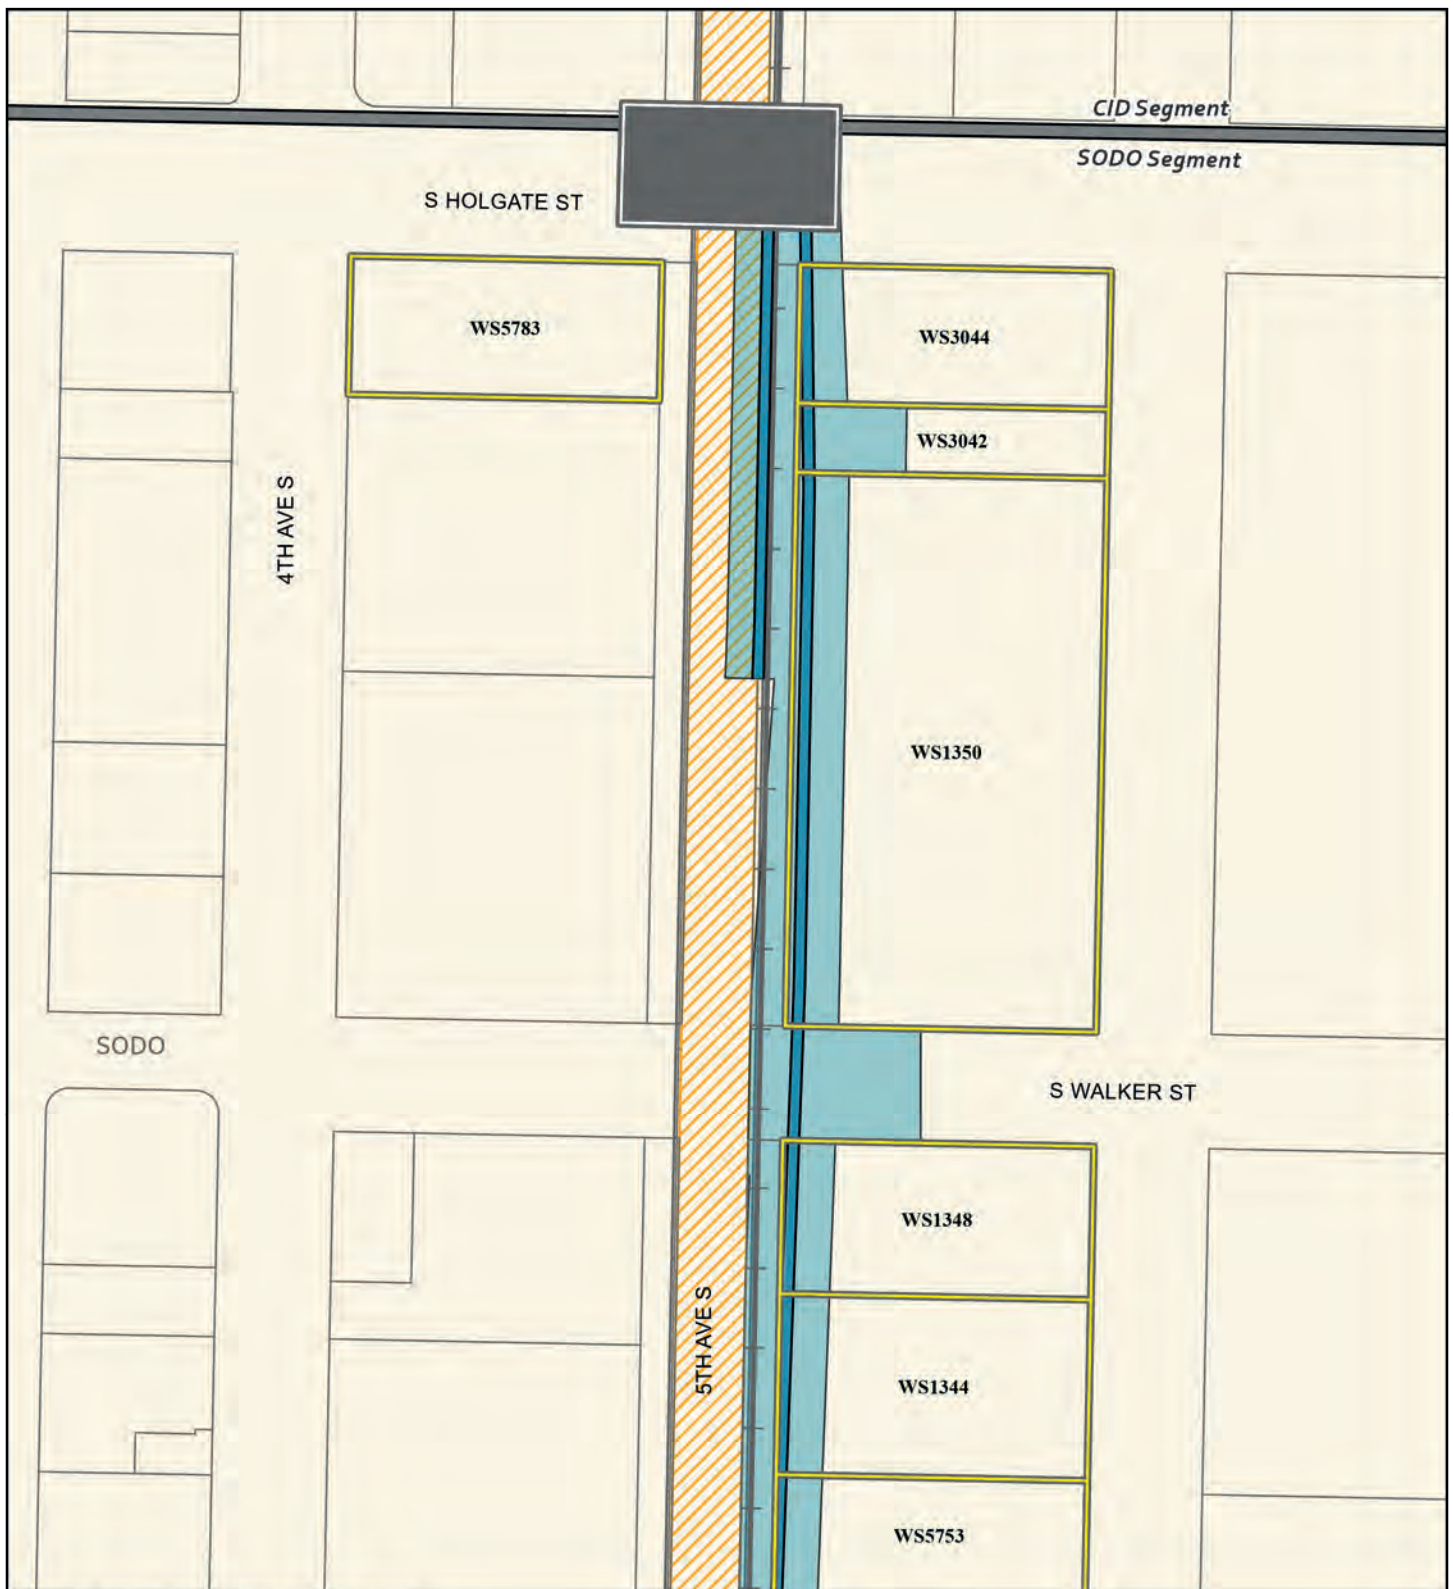 CID Segment
SODO Segment
S HOLGATE ST
WS5783
WS3044
WS3042
4TH AVE S
WS1350
SODO
S WALKER ST
WS1348
5TH AVE S
WS1344
WS5753